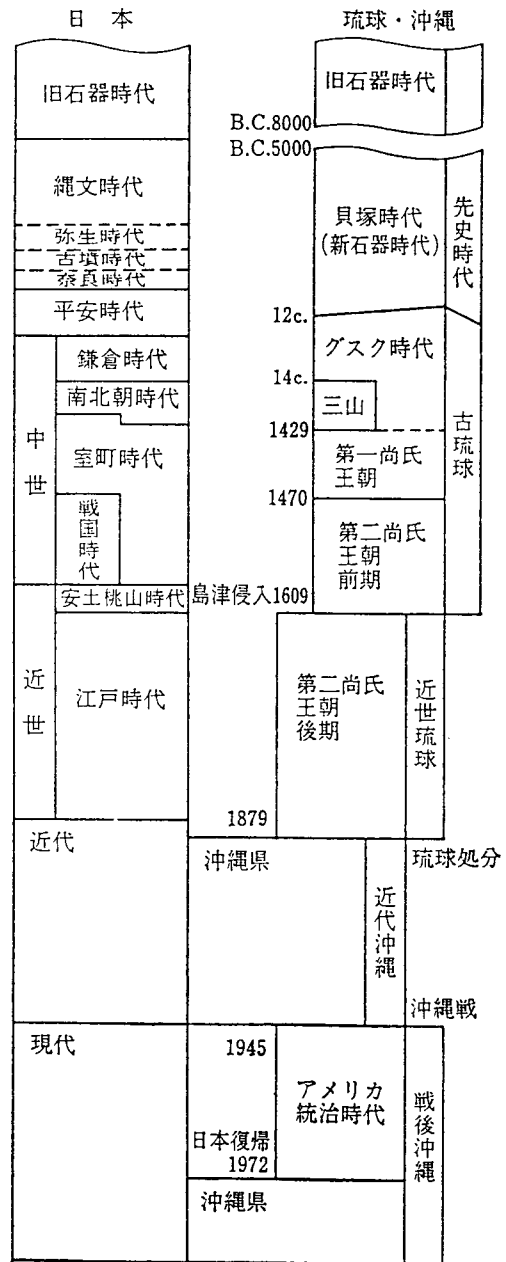 日 本
旧石器時代
縄文時代
弥生時代
古墳時代
奈良時代
平安時代
中世
鎌倉時代
南北朝時代
室町時代
戦国時代
近世
安土桃山時代
江戸時代
近代
現代
琉球・沖縄
旧石器時代
B.C.8000
B.C.5000
貝塚時代
(新石器時代)
先史時代
12c.
グスク時代
14c.
三山
1429
第一尚氏
王朝
1470
第二尚氏
王朝
前期
古琉球
島津侵入1609
第二尚氏
王朝
後期
近世琉球
1879
琉球処分
沖縄県
近代沖縄
沖縄戦
1945
アメリカ
統治時代
戦後沖縄
日本復帰
1972
沖縄県